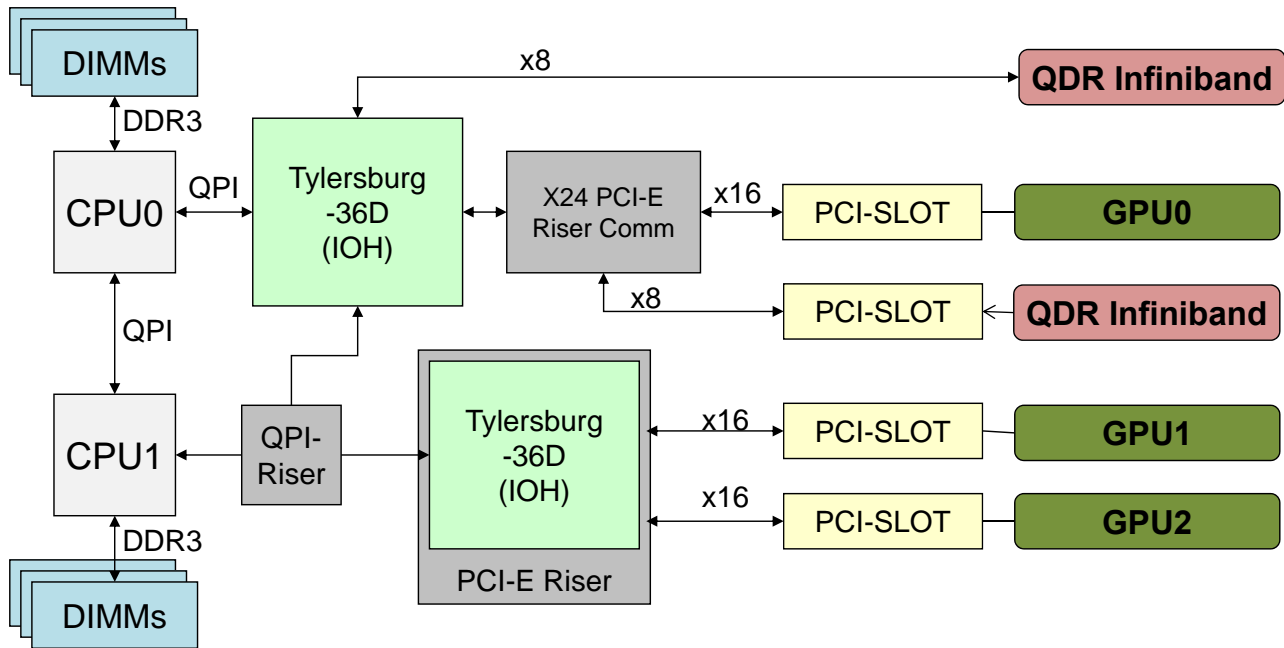 DIMMs
x8
QDR Infiniband
DDR3
CPU0
QPI
Tylersburg
-36D
(IOH)
X24 PCI-E
Riser Comm
x16
PCI-SLOT
GPU0
x8
PCI-SLOT
QDR Infiniband
QPI
CPU1
QPI-
Riser
Tylersburg
-36D
(IOH)
PCI-E Riser
x16
PCI-SLOT
GPU1
x16
PCI-SLOT
GPU2
DDR3
DIMMs